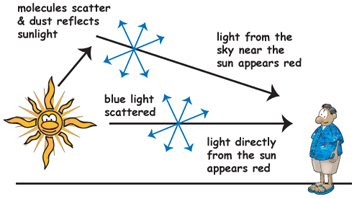 molecules scatter
& dust reflects
sunlight
light from the
sky near the
sun appears red
blue light
scattered
light directly
from the sun
appears red